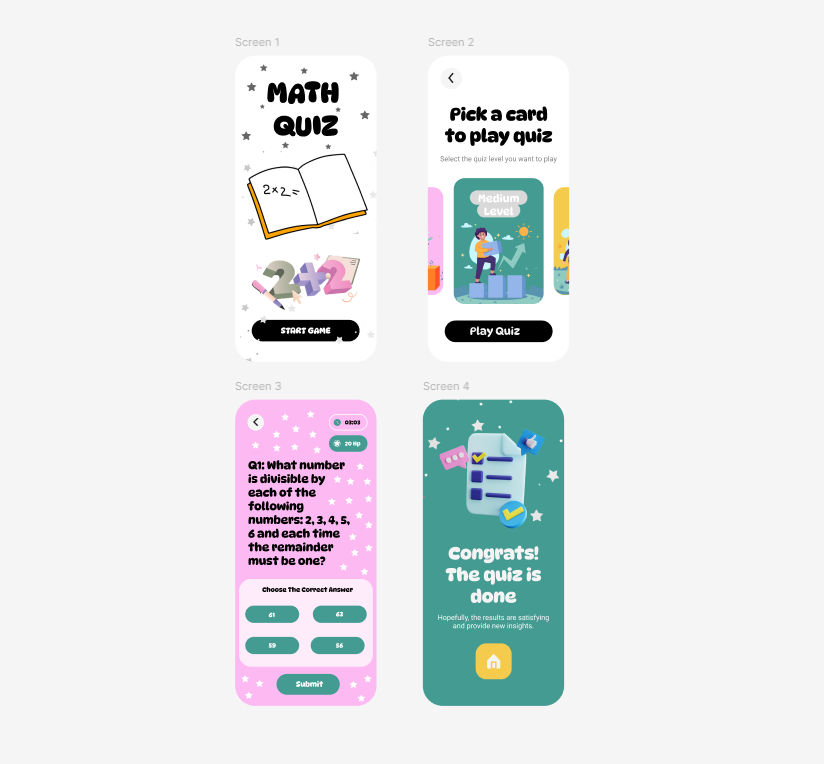 Screen 1
MATH
QUIZ
2×2=
2+2
START GAME
Screen 2
Pick a card
to play quiz
Select the quiz level you want to play
Medium
Level
Play Quiz
Screen 3
03:03
20 Hp
Q1: What number
is divisible by
each of the
following
numbers: 2, 3, 4, 5,
6 and each time
the remainder
must be one?
Choose The Correct Answer
61
63
59
56
Submit
Screen 4
Congrats!
The quiz is
done
Hopefully, the results are satisfying
and provide new insights.